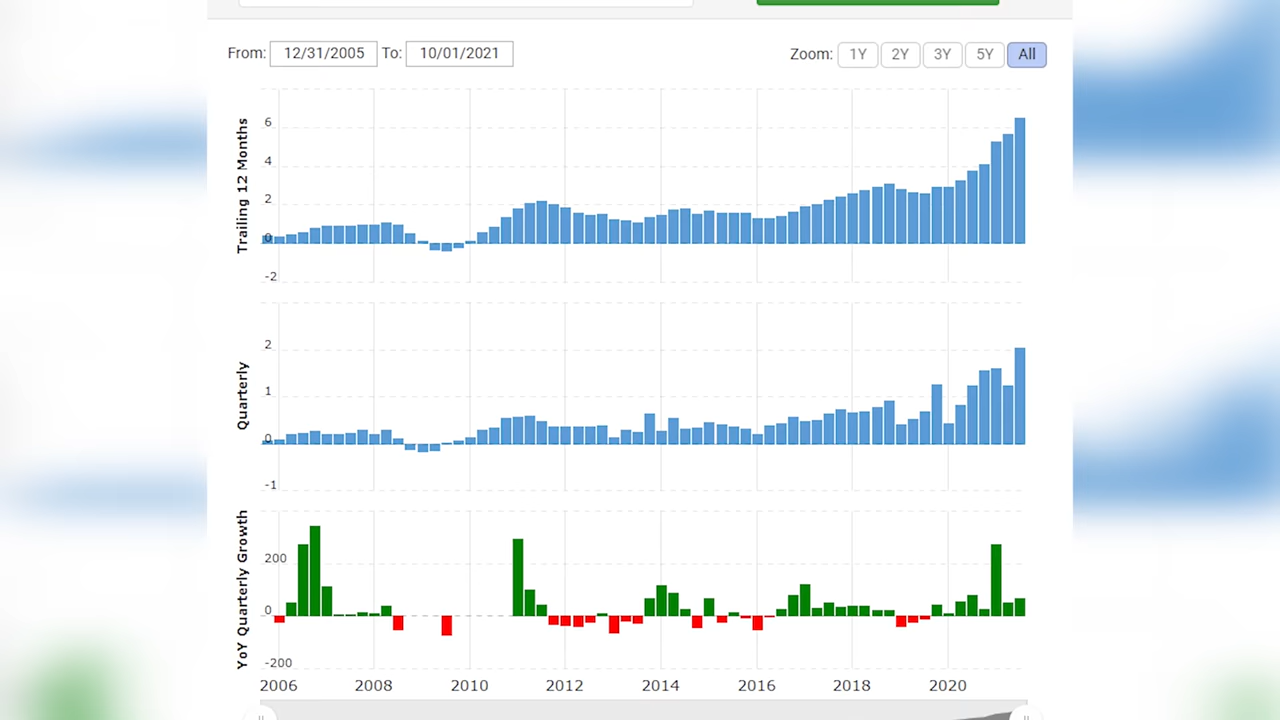 From: 12/31/2005 To: 10/01/2021 Zoom: 1Y 2Y 3Y 5Y All
Trailing 12 Months
6
4
2
0
-2
Quarterly
2
1
0
-1
YoY Quarterly Growth
200
0
-200
2006 2008 2010 2012 2014 2016 2018 2020